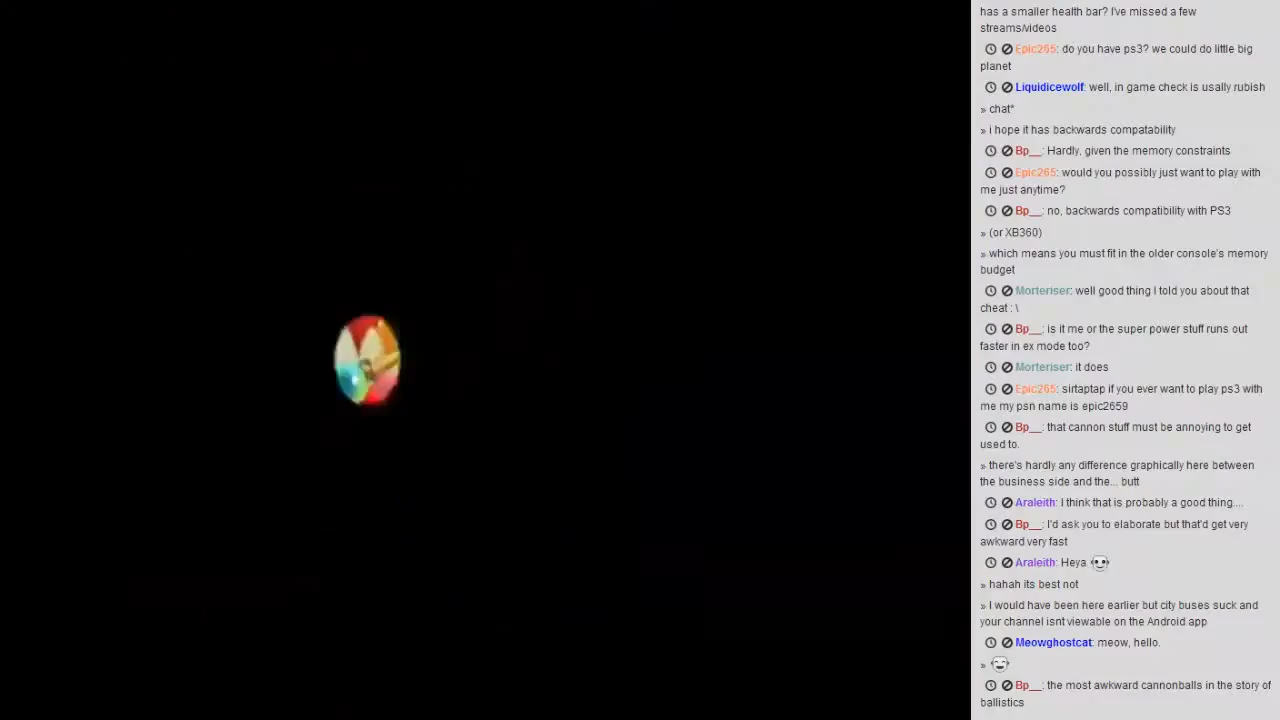 has a smaller health bar? I've missed a few
streams/videos
Epic265: do you have ps3? we could do little big
planet
Liquidicewolf: well, in game check is usally rubish
» chat*
» i hope it has backwards compatability
Bp__: Hardly, given the memory constraints
Epic265: would you possibly just want to play with
me just anytime?
Bp__: no, backwards compatibility with PS3
» (or XB360)
» which means you must fit in the older console's memory
budget
Morteriser: well good thing I told you about that
cheat : \
Bp__: is it me or the super power stuff runs out
faster in ex mode too?
Morteriser: it does
Epic265: sirtaptap if you ever want to play ps3 with
me my psn name is epic2659
Bp__: that cannon stuff must be annoying to get
used to.
» there's hardly any difference graphically here between
the business side and the... butt
Araleith: I think that is probably a good thing....
Bp__: I'd ask you to elaborate but that'd get very
awkward very fast
Araleith: Heya
» hahah its best not
» I would have been here earlier but city buses suck and
your channel isnt viewable on the Android app
Meowghostcat: meow, hello.
»
Bp__: the most awkward cannonballs in the story of
ballistics